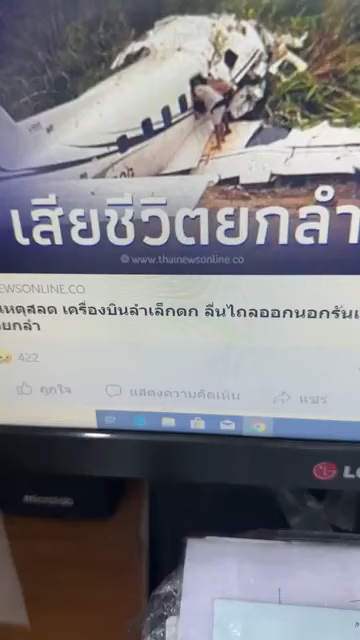 เสียชีวิตยกลำ
© www.thainewsonline.co
EWSONLINE.CO
เหตุสลด เครื่องบินลำเล็กตก ลื่นไถลออกนอกรันเ
ยกลำ
422
ถูกใจ
แสดงความคิดเห็น
แชร์
Microlab
LG